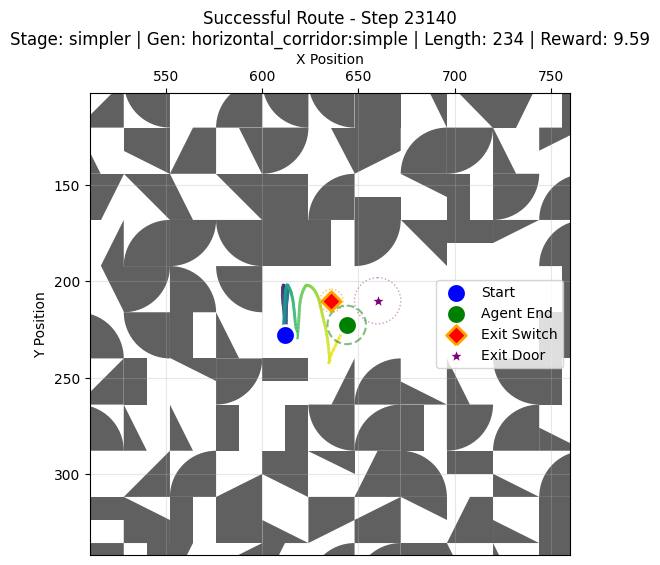 Successful Route - Step 23140
Stage: simpler | Gen: horizontal_corridor:simple | Length: 234 | Reward: 9.59
X Position
550 600 650 700 750
Y Position
150
200
250
300
Start
Agent End
Exit Switch
Exit Door